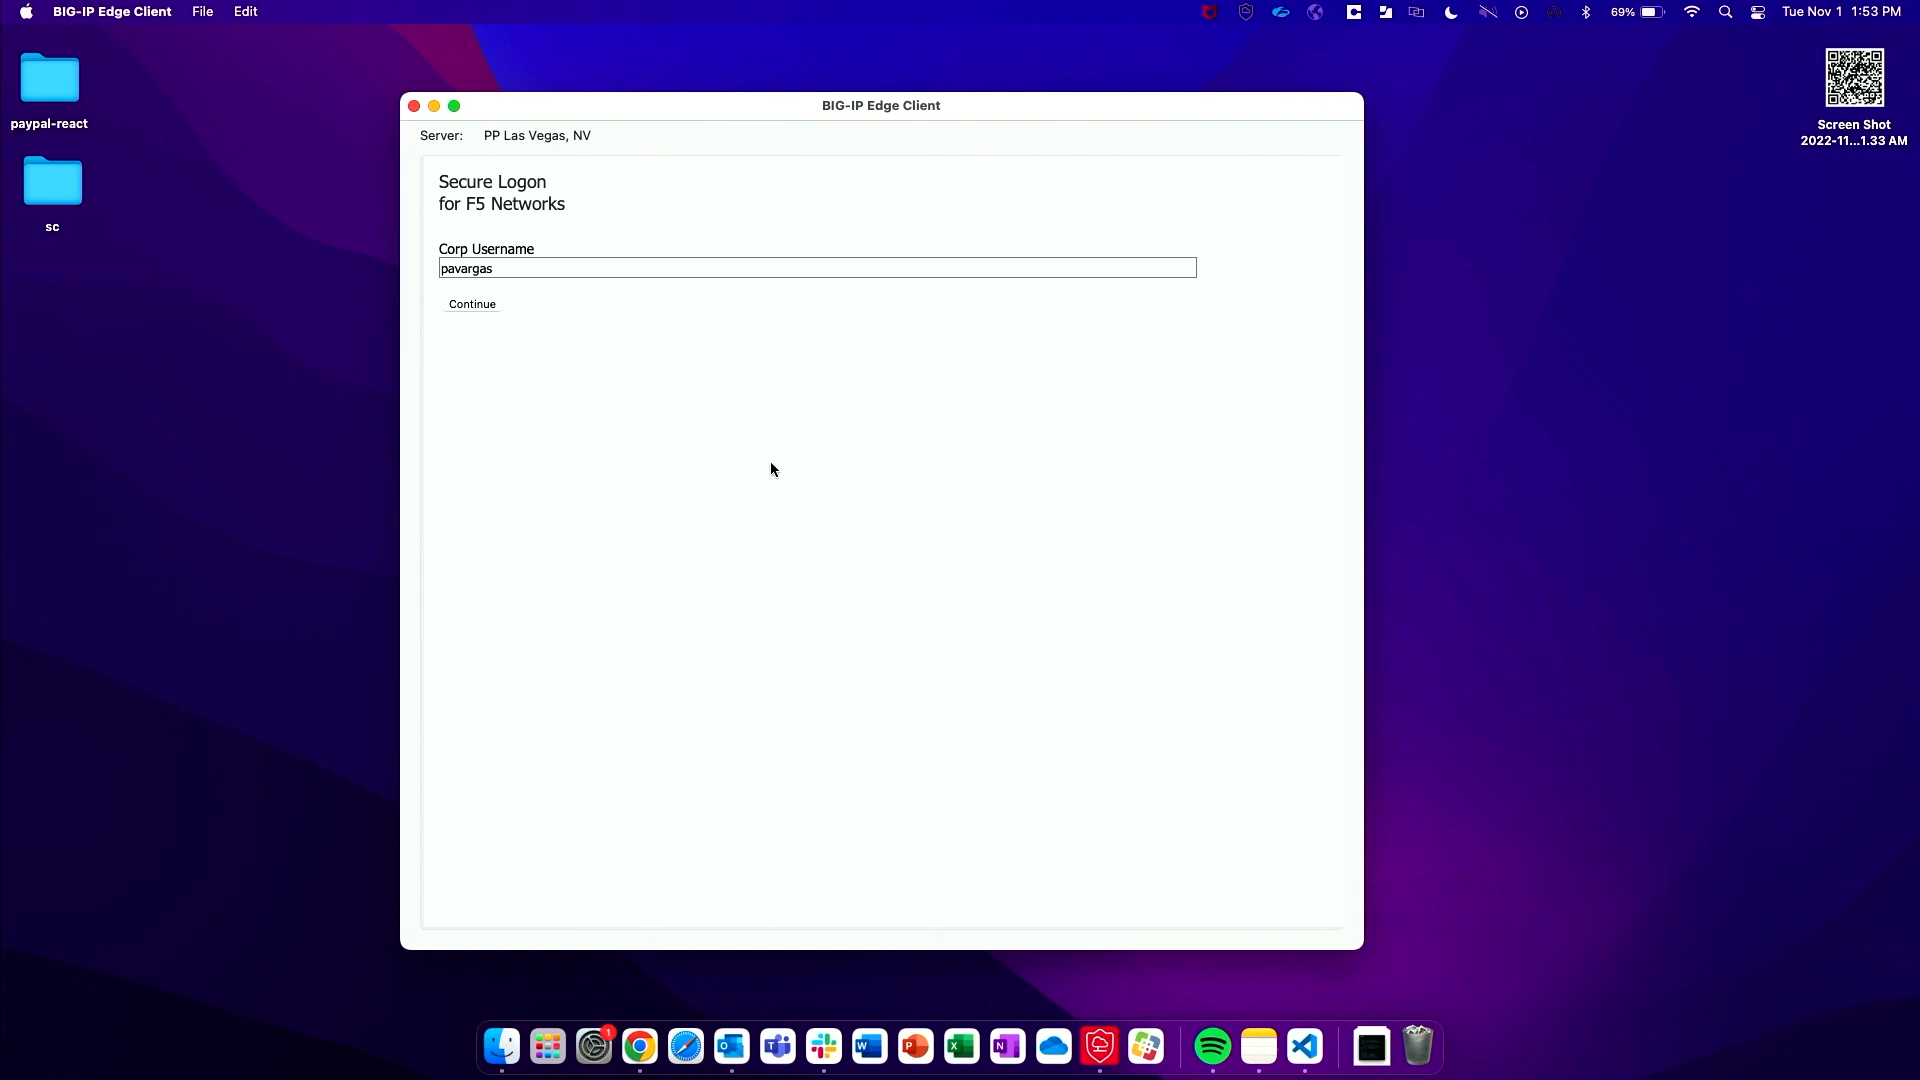 BIG-IP Edge Client File Edit
69% Tue Nov 1 1:53 PM
paypal-react
sc
Screen Shot
2022-11...1.33 AM
BIG-IP Edge Client
Server: PP Las Vegas, NV
Secure Logon
for F5 Networks
Corp Username
pavargas
Continue
1